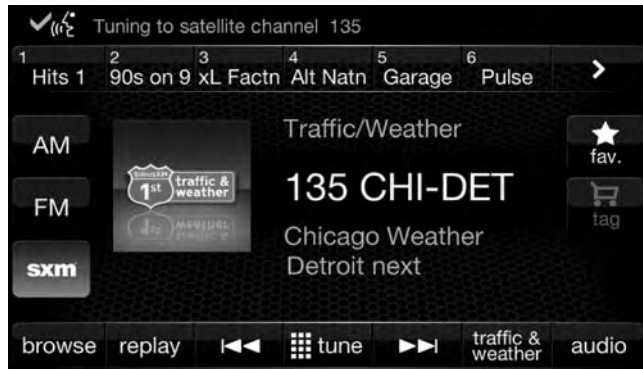 Tuning to satellite channel 135
1 Hits 1
2 90s on 9
3 xL Factn
4 Alt Natn
5 Garage
6 Pulse
AM
FM
sxm
SIUSXM
1st traffic & weather
Traffic/Weather
135 CHI-DET
Chicago Weather
Detroit next
fav.
tag
browse
replay
tune
traffic &
weather
audio